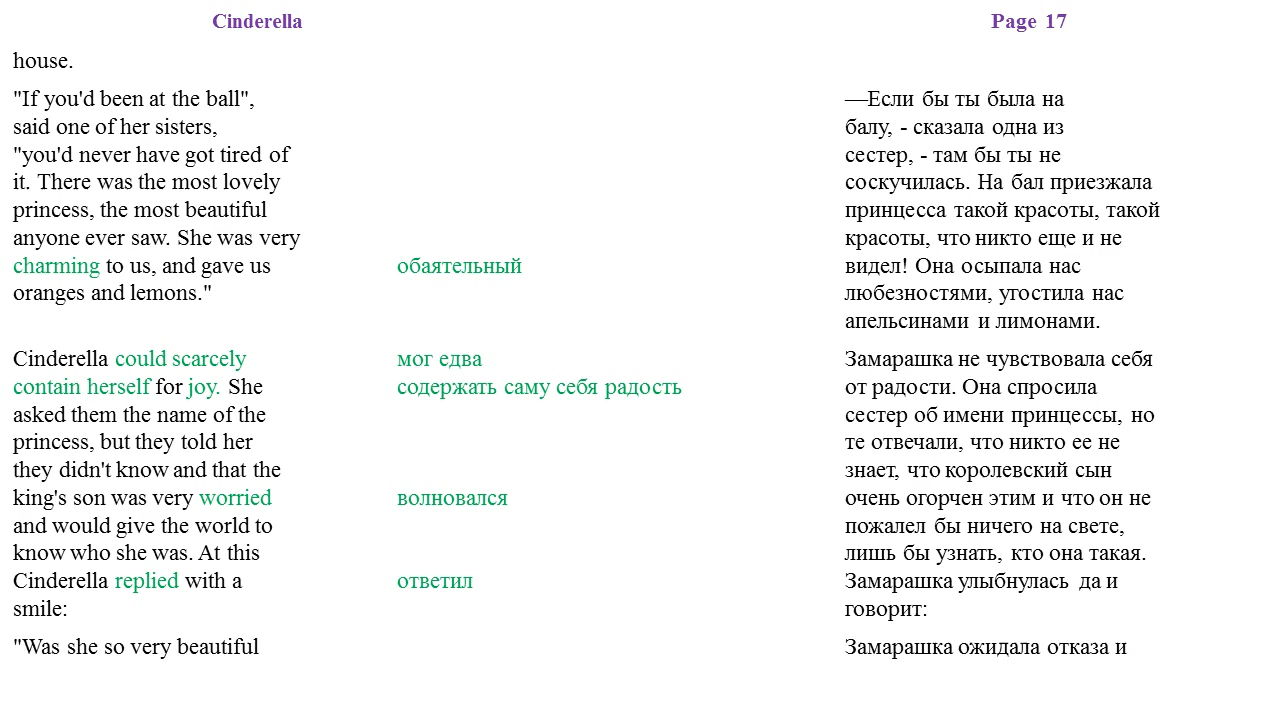 Cinderella
Page 17
house.
"If you'd been at the ball",
said one of her sisters,
"you'd never have got tired of
it. There was the most lovely
princess, the most beautiful
anyone ever saw. She was very
charming to us, and gave us
oranges and lemons."
обаятельный
—Если бы ты была на
балу, - сказала одна из
сестер, - там бы ты не
соскучилась. На бал приезжала
принцесса такой красоты, такой
красоты, что никто еще и не
видел! Она осыпала нас
любезностями, угостила нас
апельсинами и лимонами.
Cinderella could scarcely
contain herself for joy. She
asked them the name of the
princess, but they told her
they didn't know and that the
king's son was very worried
and would give the world to
know who she was. At this
Cinderella replied with a
smile:
мог едва
содержать саму себя радость
волновался
ответил
Замарашка не чувствовала себя
от радости. Она спросила
сестер об имени принцессы, но
те отвечали, что никто ее не
знает, что королевский сын
очень огорчен этим и что он не
пожалел бы ничего на свете,
лишь бы узнать, кто она такая.
Замарашка улыбнулась да и
говорит:
"Was she so very beautiful
Замарашка ожидала отказа и